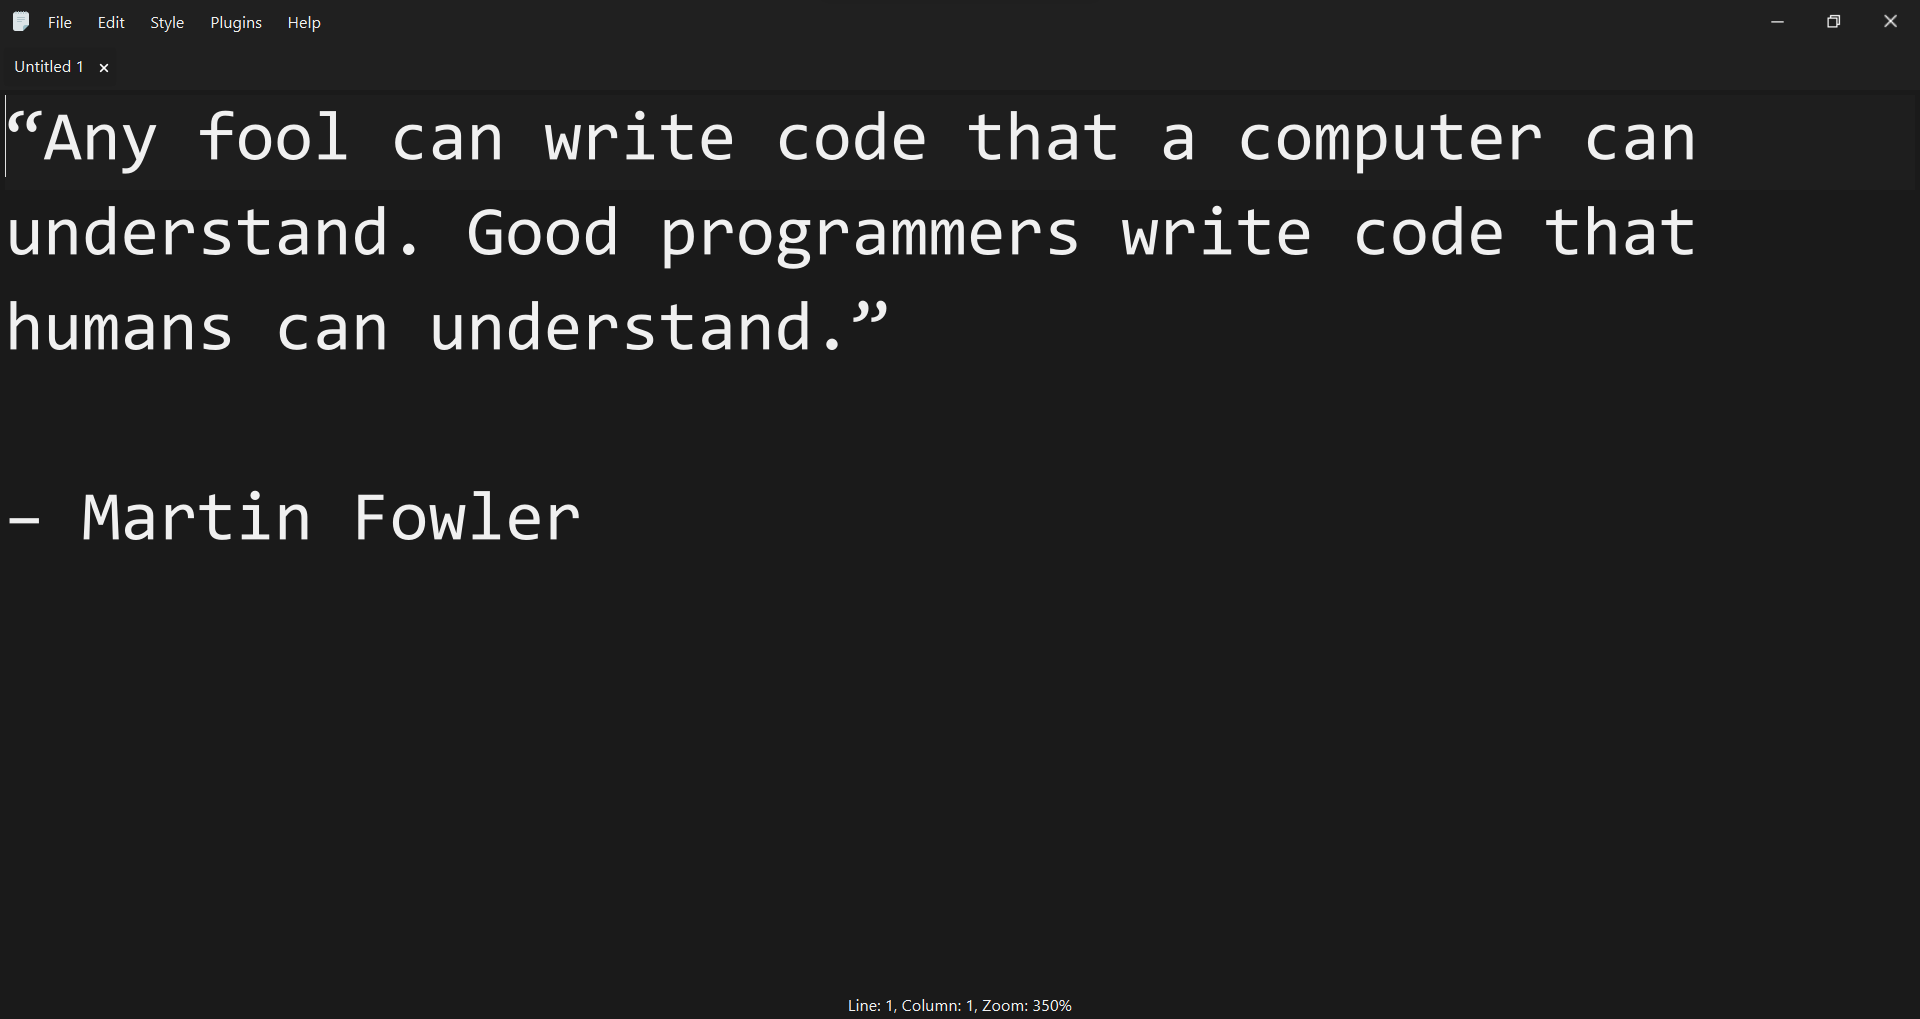 File Edit Style Plugins Help
Untitled 1
“Any fool can write code that a computer can
understand. Good programmers write code that
humans can understand.”
– Martin Fowler
Line: 1, Column: 1, Zoom: 350%